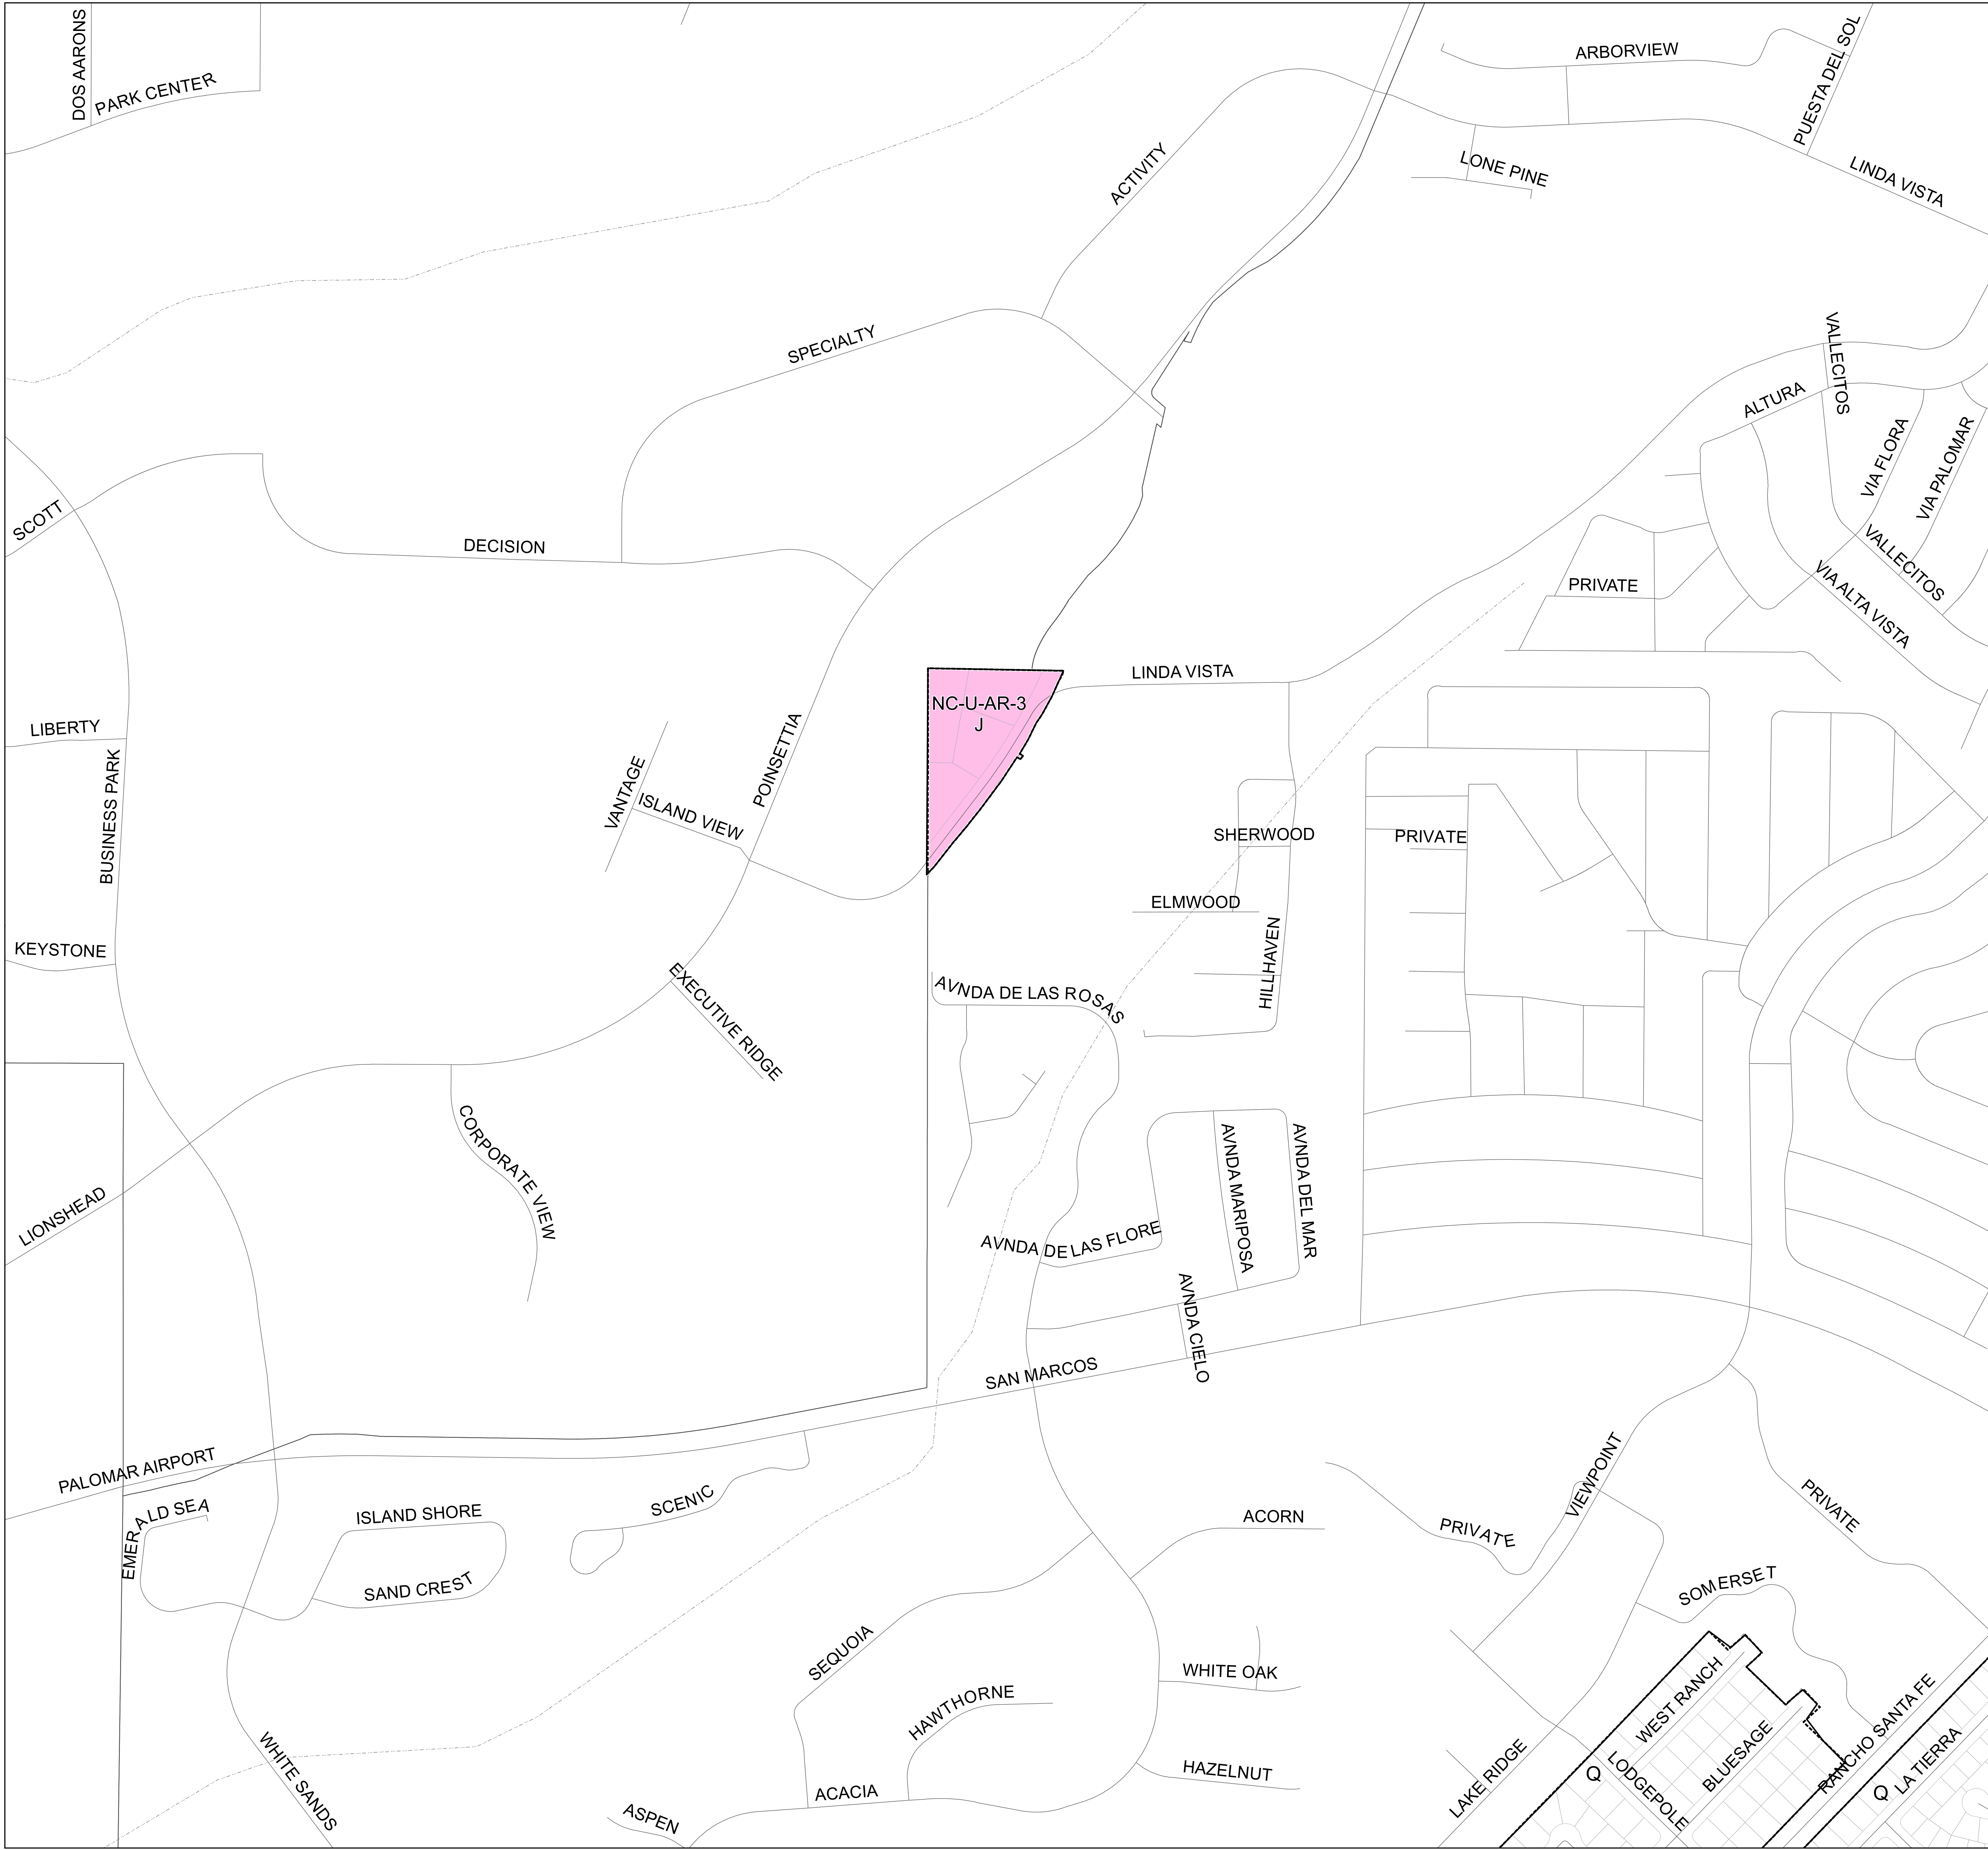 DOS AARONS
PARK CENTER
ARBORVIEW
PUESTA DEL SOL
ACTIVITY
LONE PINE
LINDA VISTA
SPECIALTY
VALLECITOS
ALTURA
VIA FLORA
VIA PALOMAR
SCOTT
DECISION
VALLECITOS
PRIVATE
VIA ALTA VISTA
LINDA VISTA
NC-U-AR-3
J
LIBERTY
BUSINESS PARK
POINSETTIA
VANTAGE
ISLAND VIEW
SHERWOOD
PRIVATE
ELMWOOD
KEYSTONE
HILLHAVEN
EXECUTIVE RIDGE
AVNDA DE LAS ROSAS
CORPORATE VIEW
AVNDA MARIPOSA
AVNDA DEL MAR
LIONSHEAD
AVNDA DE LAS FLORE
AVNDA CIELO
SAN MARCOS
PALOMAR AIRPORT
VIEWPOINT
EMERALD SEA
ISLAND SHORE
SCENIC
ACORN
PRIVATE
PRIVATE
SAND CREST
SOMERSET
SEQUOIA
WHITE OAK
HAWTHORNE
WEST RANCH
RANCHO SANTA FE
WHITE SANDS
HAZELNUT
LAKE RIDGE
Q
LODGEPOLE
BLUESAGE
Q
LA TIERRA
ACACIA
ASPEN